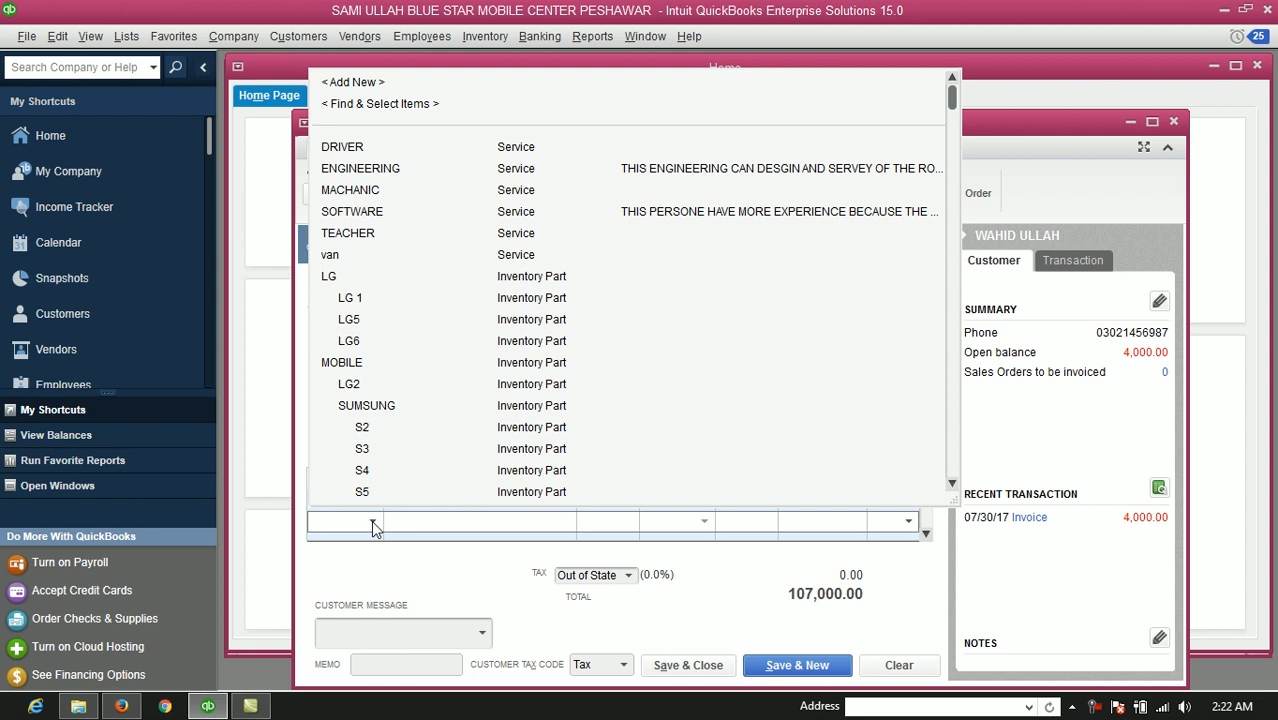 SAMI ULLAH BLUE STAR MOBILE CENTER PESHAWAR - Intuit QuickBooks Enterprise Solutions 15.0
File Edit View Lists Favorites Company Customers Vendors Employees Inventory Banking Reports Window Help 25
Search Company or Help
My Shortcuts
Home
My Company
Income Tracker
Calendar
Snapshots
Customers
Vendors
Employees
My Shortcuts
View Balances
Run Favorite Reports
Open Windows
Do More With QuickBooks
Turn on Payroll
Accept Credit Cards
Order Checks & Supplies
Turn on Cloud Hosting
See Financing Options
Home Page
< Add New >
< Find & Select Items >
DRIVER Service
ENGINEERING Service THIS ENGINEERING CAN DESGIN AND SERVEY OF THE RO...
MACHANIC Service
SOFTWARE Service THIS PERSONE HAVE MORE EXPERIENCE BECAUSE THE ...
TEACHER Service
van Service
LG Inventory Part
LG 1 Inventory Part
LG5 Inventory Part
LG6 Inventory Part
MOBILE Inventory Part
LG2 Inventory Part
SUMSUNG Inventory Part
S2 Inventory Part
S3 Inventory Part
S4 Inventory Part
S5 Inventory Part
TAX Out of State (0.0%) 0.00
TOTAL 107,000.00
CUSTOMER MESSAGE
MEMO CUSTOMER TAX CODE Tax Save & Close Save & New Clear
Order
WAHID ULLAH
Customer Transaction
SUMMARY
Phone 03021456987
Open balance 4,000.00
Sales Orders to be invoiced 0
RECENT TRANSACTION
07/30/17 Invoice 4,000.00
NOTES
Address 2:22 AM